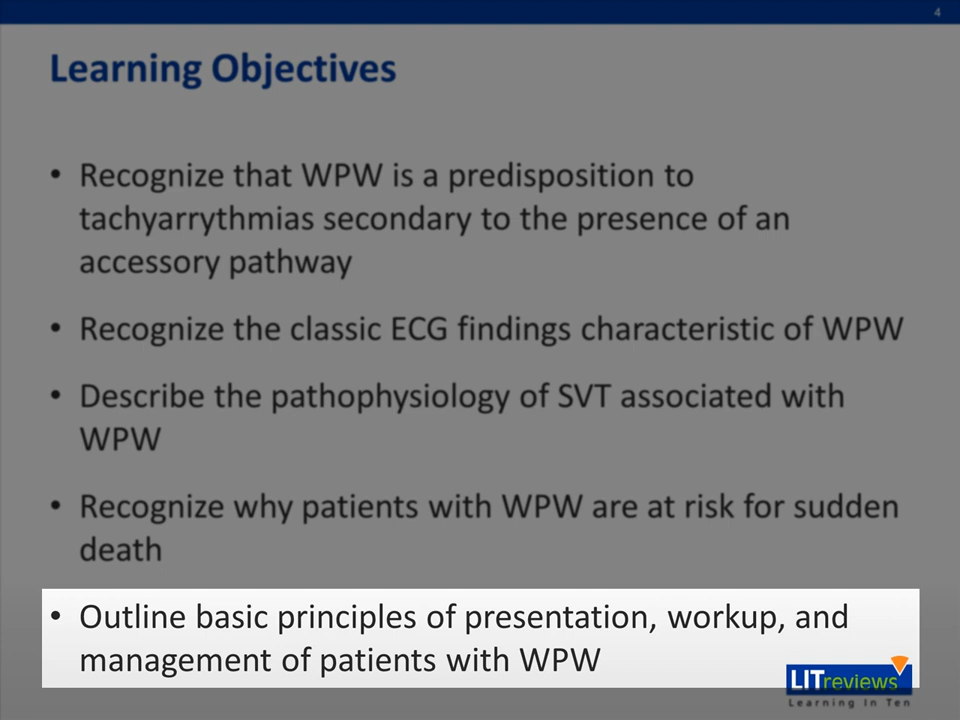 4
Learning Objectives
• Recognize that WPW is a predisposition to
tachyarrythmias secondary to the presence of an
accessory pathway
• Recognize the classic ECG findings characteristic of WPW
• Describe the pathophysiology of SVT associated with
WPW
• Recognize why patients with WPW are at risk for sudden
death
• Outline basic principles of presentation, workup, and
management of patients with WPW
LITreviews
Learning In Ten